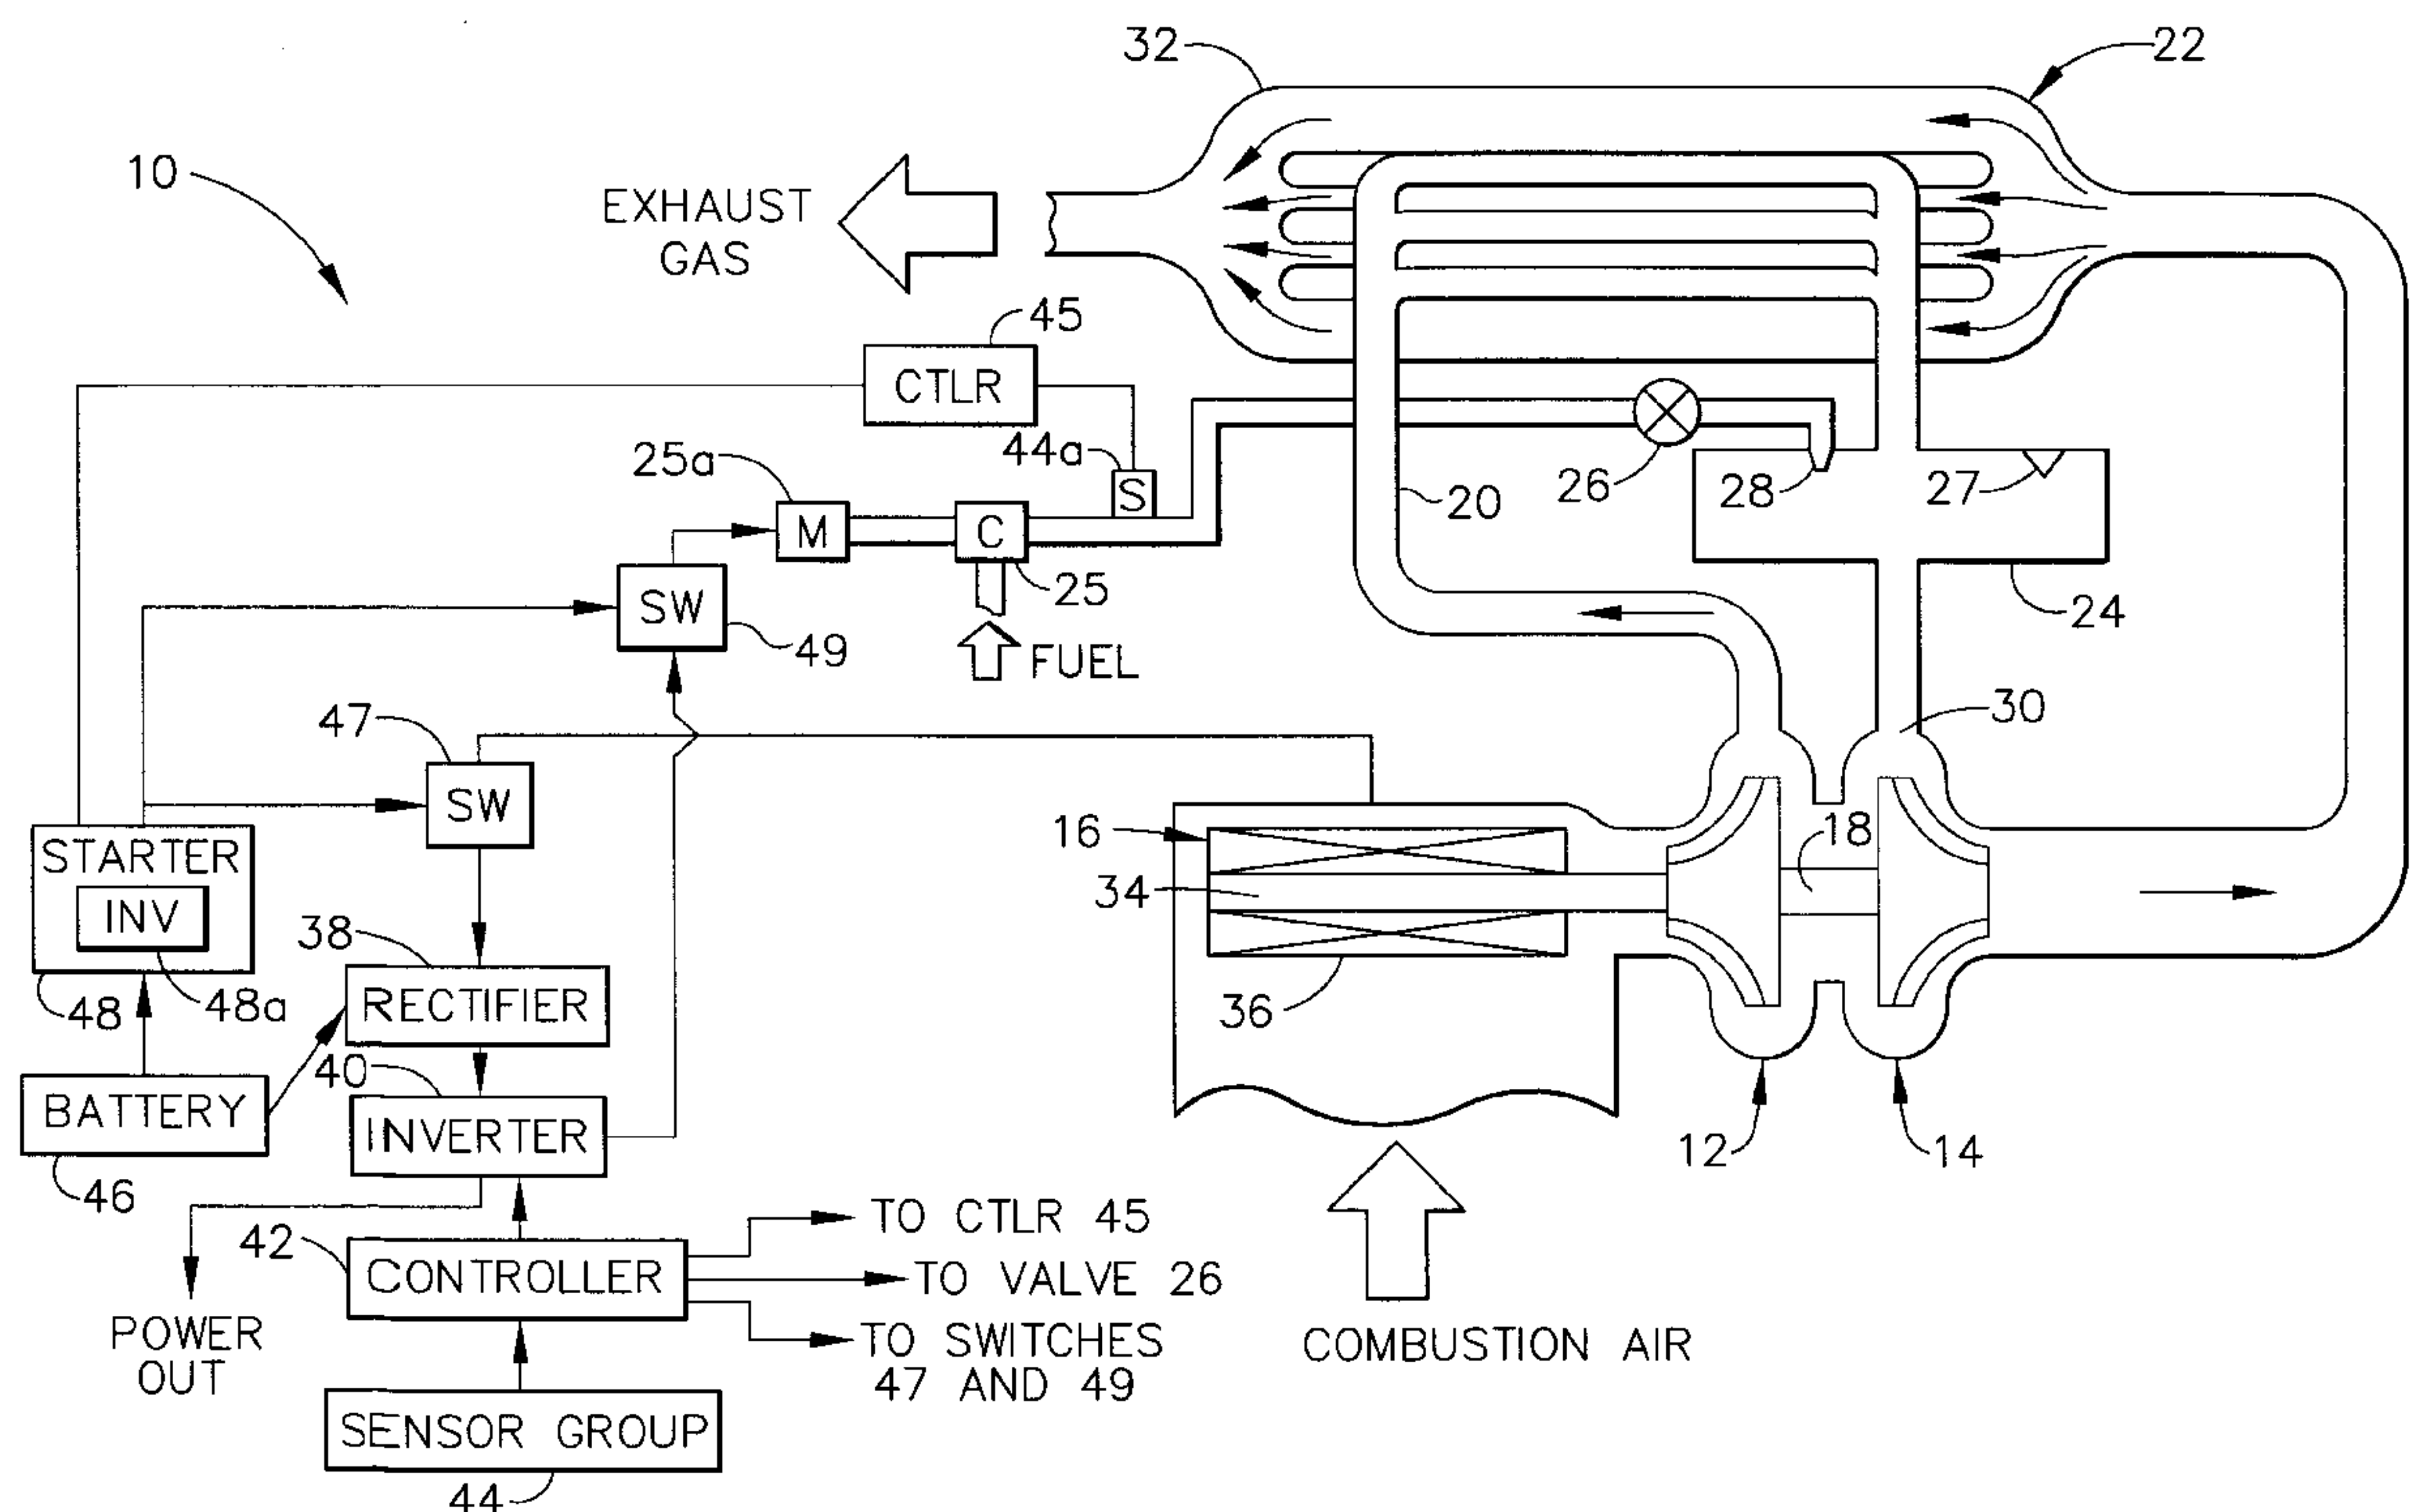 32
22
10
EXHAUST
GAS
45
CTLR
44a
S
25a
M
C
25
FUEL
26
28
27
20
24
SW
49
47
SW
30
16
18
34
36
STARTER
INV
48
48a
38
RECTIFIER
40
INVERTER
BATTERY
46
12
14
42
CONTROLLER
TO CTLR 45
TO VALVE 26
TO SWITCHES
47 AND 49
POWER
OUT
COMBUSTION AIR
SENSOR GROUP
44